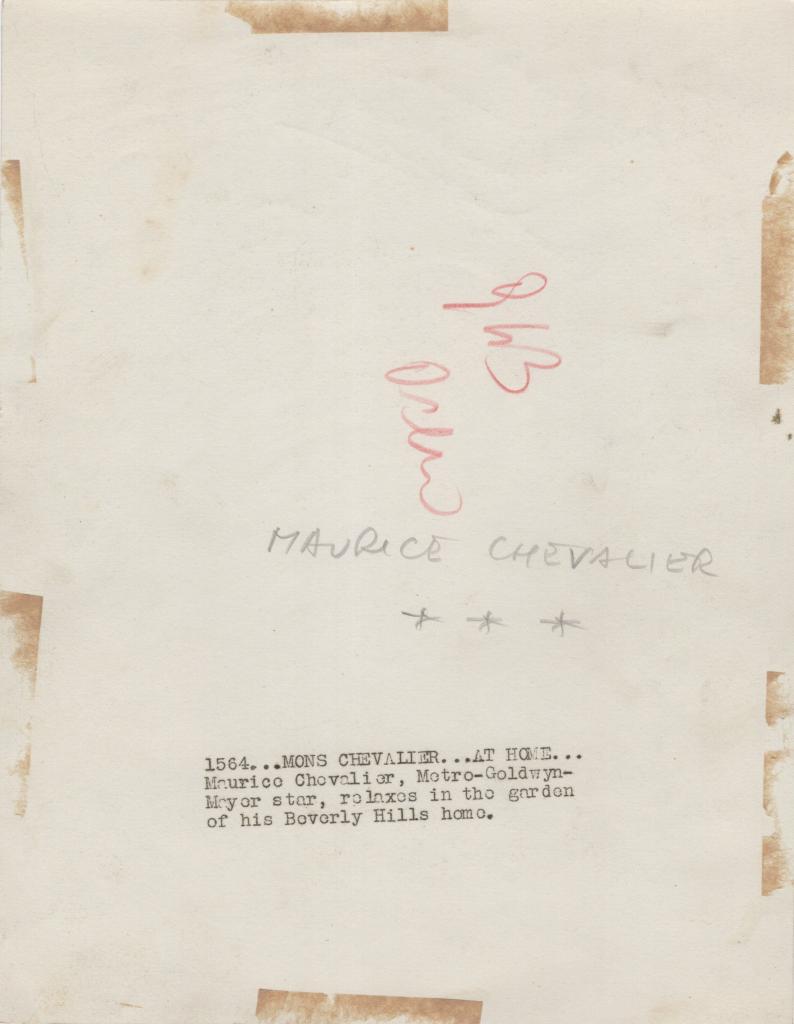 MAURICE CHEVALIER
* * *
1564...MONS CHEVALIER...AT HOME...
Maurice Chevalier, Metro-Goldwyn-
Mayer star, relaxes in the garden
of his Beverly Hills home.